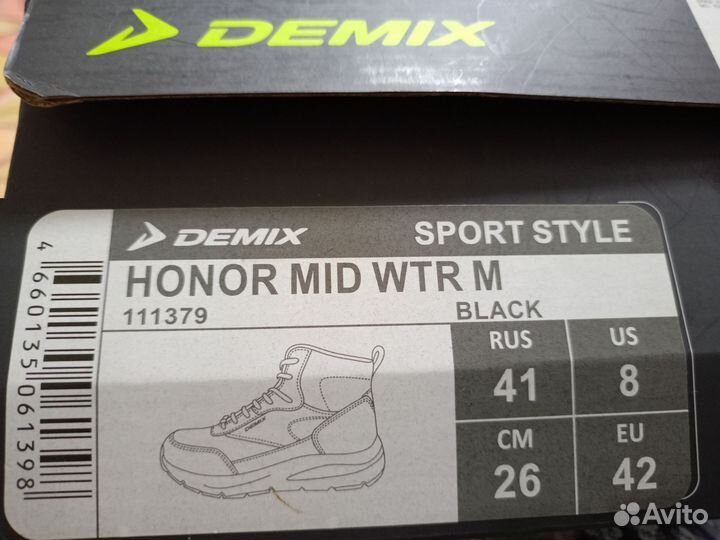 DEMIX
DEMIX SPORT STYLE
HONOR MID WTR M
111379 BLACK
RUS US
41 8
CM EU
26 42
DEMIX
4 660135 061398
Avito